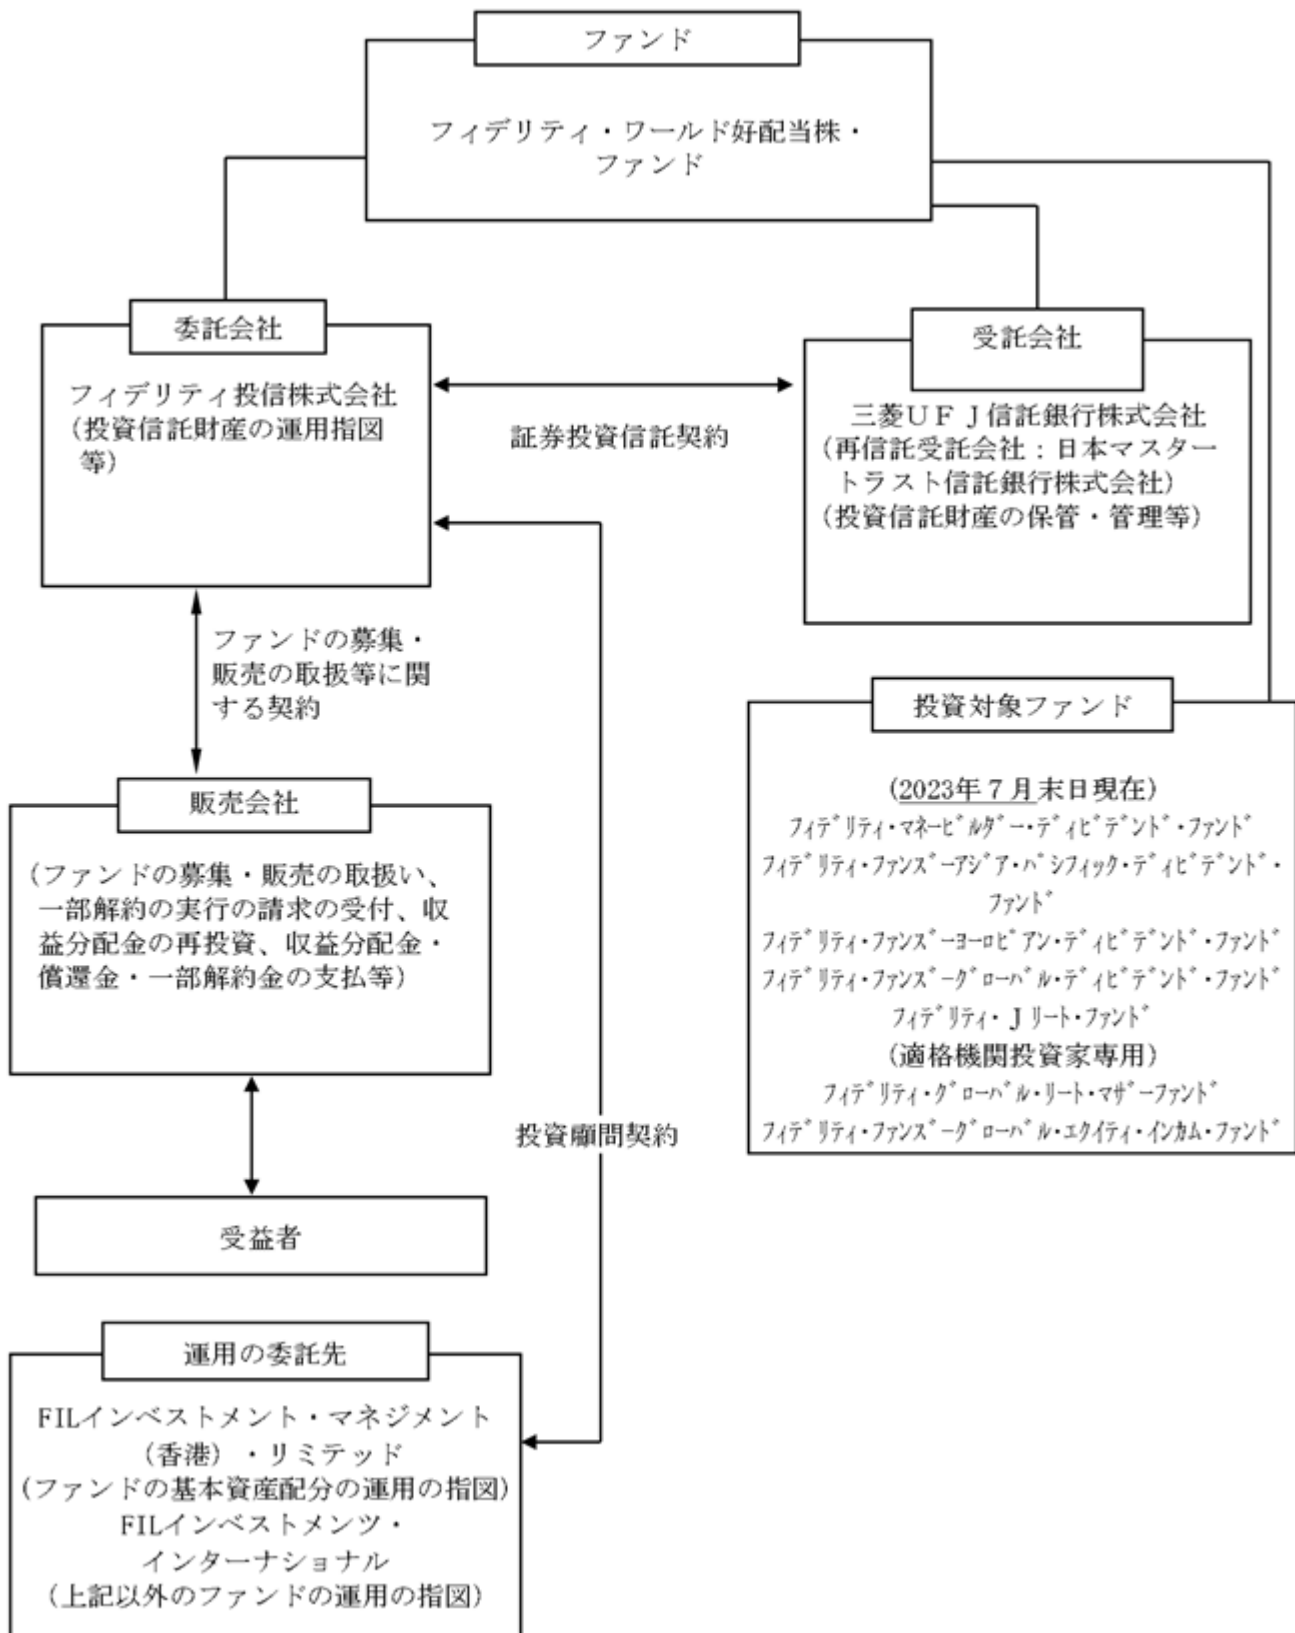 ファンド
フィデリティ・ワールド好配当株・
ファンド
委託会社
フィデリティ投信株式会社
(投資信託財産の運用指図
等)
証券投資信託契約
受託会社
三菱UFJ信託銀行株式会社
(再信託受託会社:日本マスター
トラスト信託銀行株式会社)
(投資信託財産の保管・管理等)
ファンドの募集・
販売の取扱等に関
する契約
販売会社
(ファンドの募集・販売の取扱い、
一部解約の実行の請求の受付、収
益分配金の再投資、収益分配金・
償還金・一部解約金の支払等)
投資対象ファンド
(2023年7月末日現在)
フィデリティ・マネービルダー・ディビデンド・ファンド
フィデリティ・ファンズ-アジア・パシフィック・ディビデンド・
ファンド
フィデリティ・ファンズ-ヨーロピアン・ディビデンド・ファンド
フィデリティ・ファンズ-グローバル・ディビデンド・ファンド
フィデリティ・Jリート・ファンド
(適格機関投資家専用)
フィデリティ・グローバル・リート・マザーファンド
フィデリティ・ファンズ-グローバル・エクイティ・インカム・ファンド
投資顧問契約
受益者
運用の委託先
FILインベストメント・マネジメント
(香港)・リミテッド
(ファンドの基本資産配分の運用の指図)
FILインベストメンツ・
インターナショナル
(上記以外のファンドの運用の指図)